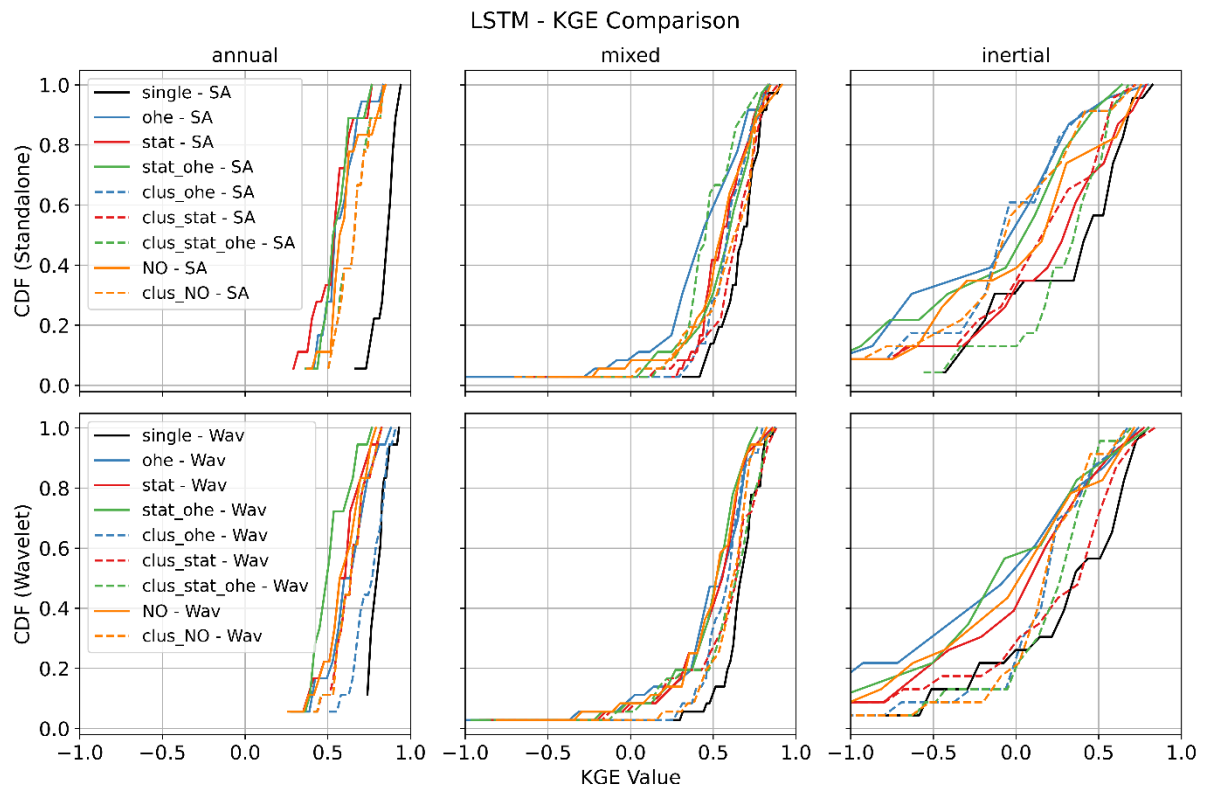 LSTM - KGE Comparison
annual
mixed
inertial
CDF (Standalone)
1.0
0.8
0.6
0.4
0.2
0.0
single - SA
ohe - SA
stat - SA
stat_ohe - SA
clus_ohe - SA
clus_stat - SA
clus_stat_ohe - SA
NO - SA
clus_NO - SA
CDF (Wavelet)
1.0
0.8
0.6
0.4
0.2
0.0
single - Wav
ohe - Wav
stat - Wav
stat_ohe - Wav
clus_ohe - Wav
clus_stat - Wav
clus_stat_ohe - Wav
NO - Wav
clus_NO - Wav
−1.0 −0.5 0.0 0.5 1.0
−0.5 0.0 0.5 1.0
−1.0 −0.5 0.0 0.5 1.0
KGE Value